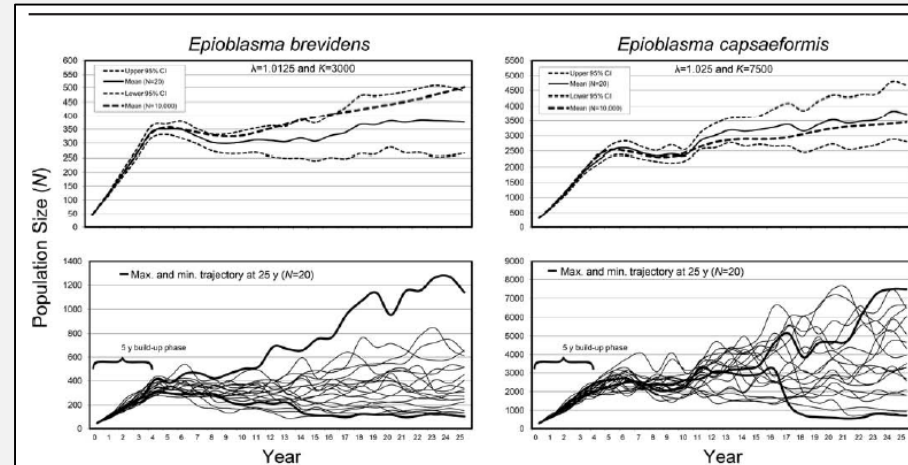 Epioblasma brevidens
Epioblasma capsaeformis
Population Size (N)
600
550
500
450
400
350
300
250
200
150
100
50
0
λ=1.0125 and K=3000
Upper 95% CI
Mean (N=20)
Lower 95% CI
Mean (N=10,000)
5500
5000
4500
4000
3500
3000
2500
2000
1500
1000
500
0
λ=1.025 and K=7500
Upper 95% CI
Mean (N=20)
Lower 95% CI
Mean (N=10,000)
1400
1200
1000
800
600
400
200
0
Max. and min. trajectory at 25 y (N=20)
5 y build-up phase
0 1 2 3 4 5 6 7 8 9 10 11 12 13 14 15 16 17 18 19 20 21 22 23 24 25
Year
9000
8000
7000
6000
5000
4000
3000
2000
1000
0
Max. and min. trajectory at 25 y (N=20)
5 y build-up phase
0 1 2 3 4 5 6 7 8 9 10 11 12 13 14 15 16 17 18 19 20 21 22 23 24 25
Year